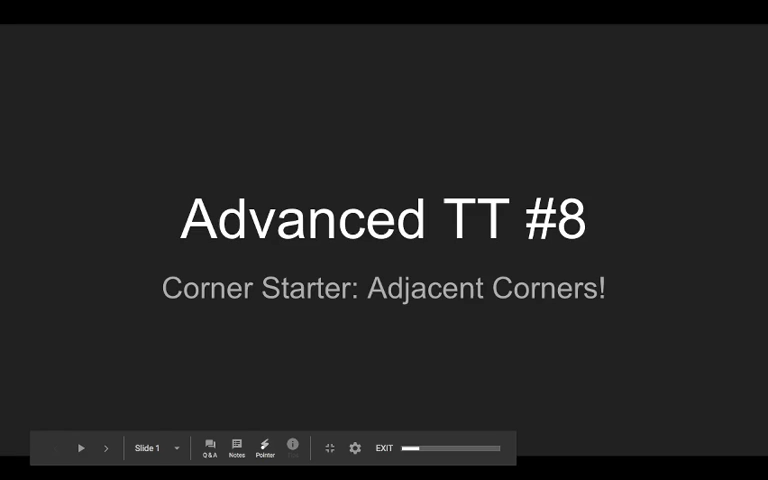 Advanced TT #8
Corner Starter: Adjacent Corners!
Slide 1
Q&A
Notes
Pointer
EXIT